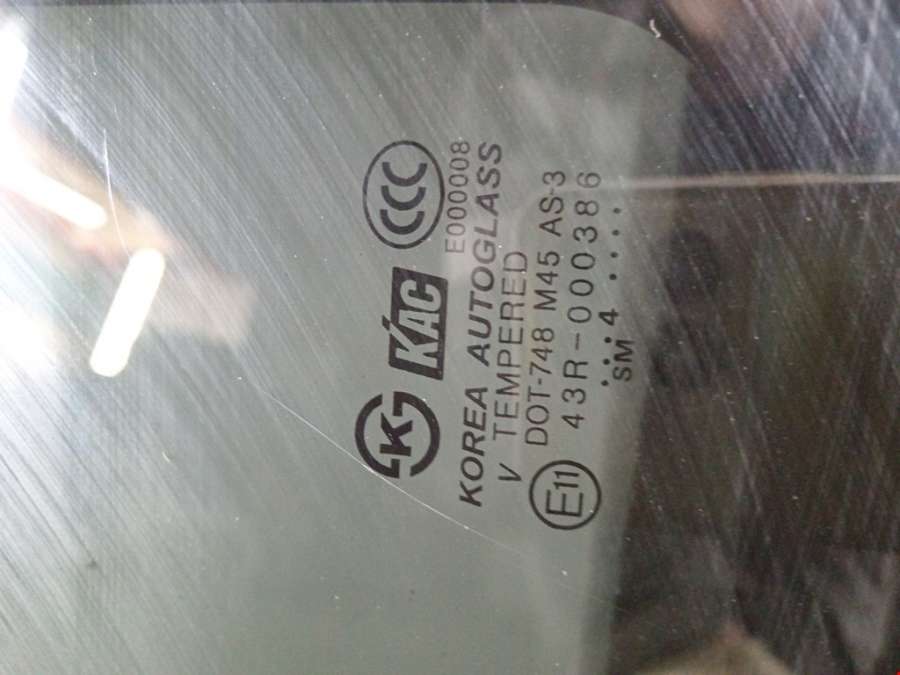 K KAC CCC
E000008
KOREA AUTOGLASS
V TEMPERED
DOT-748 M45 AS-3
E11 43R-000386
...4....
SM